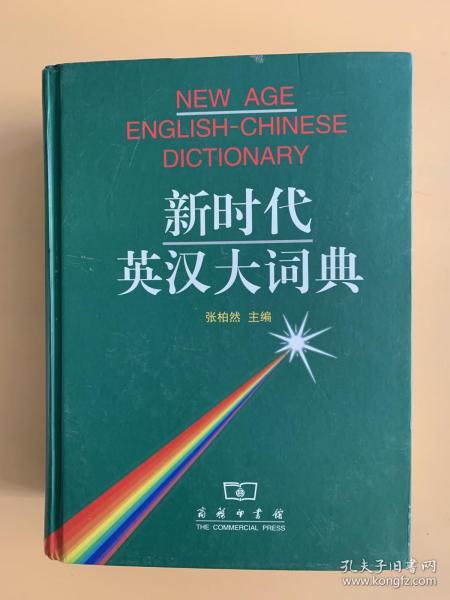 NEW AGE
ENGLISH-CHINESE
DICTIONARY
新时代
英汉大词典
张柏然 主编
商务印书馆
THE COMMERCIAL PRESS
孔夫子旧书网
www.kongfz.com